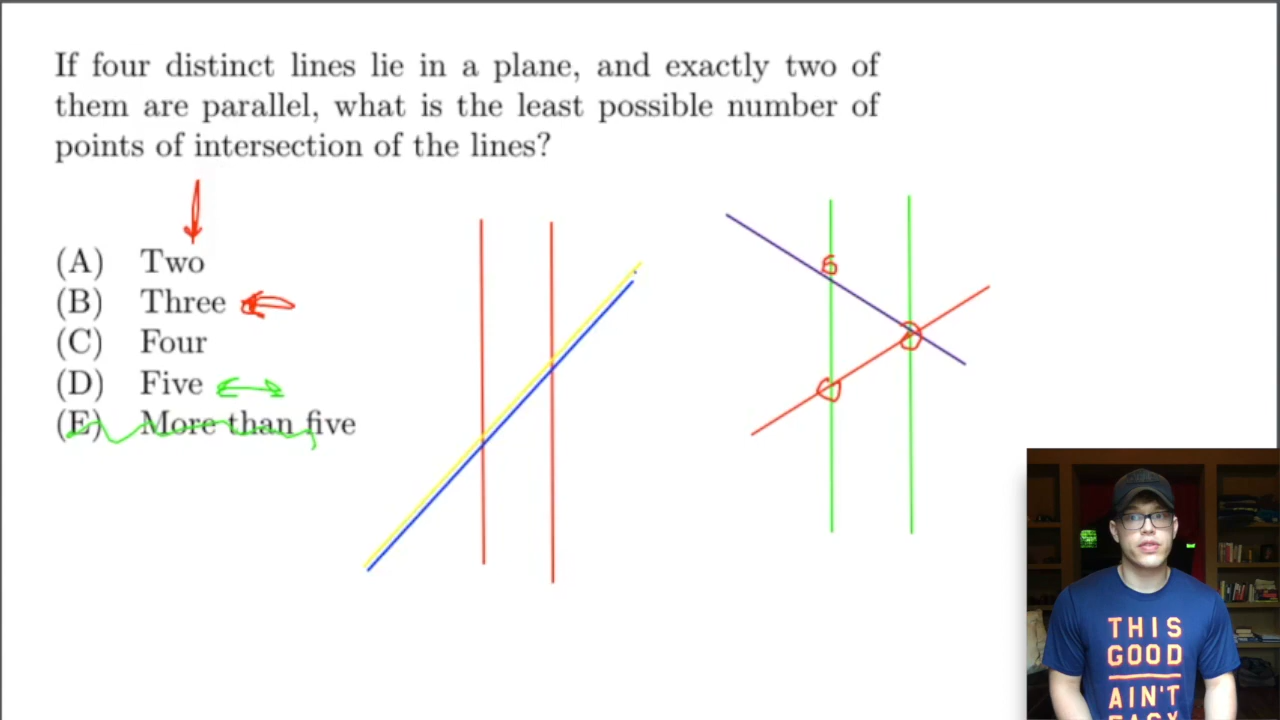 If four distinct lines lie in a plane, and exactly two of
them are parallel, what is the least possible number of
points of intersection of the lines?
(A) Two
(B) Three
(C) Four
(D) Five
(E) More than five
THIS
GOOD
AIN'T